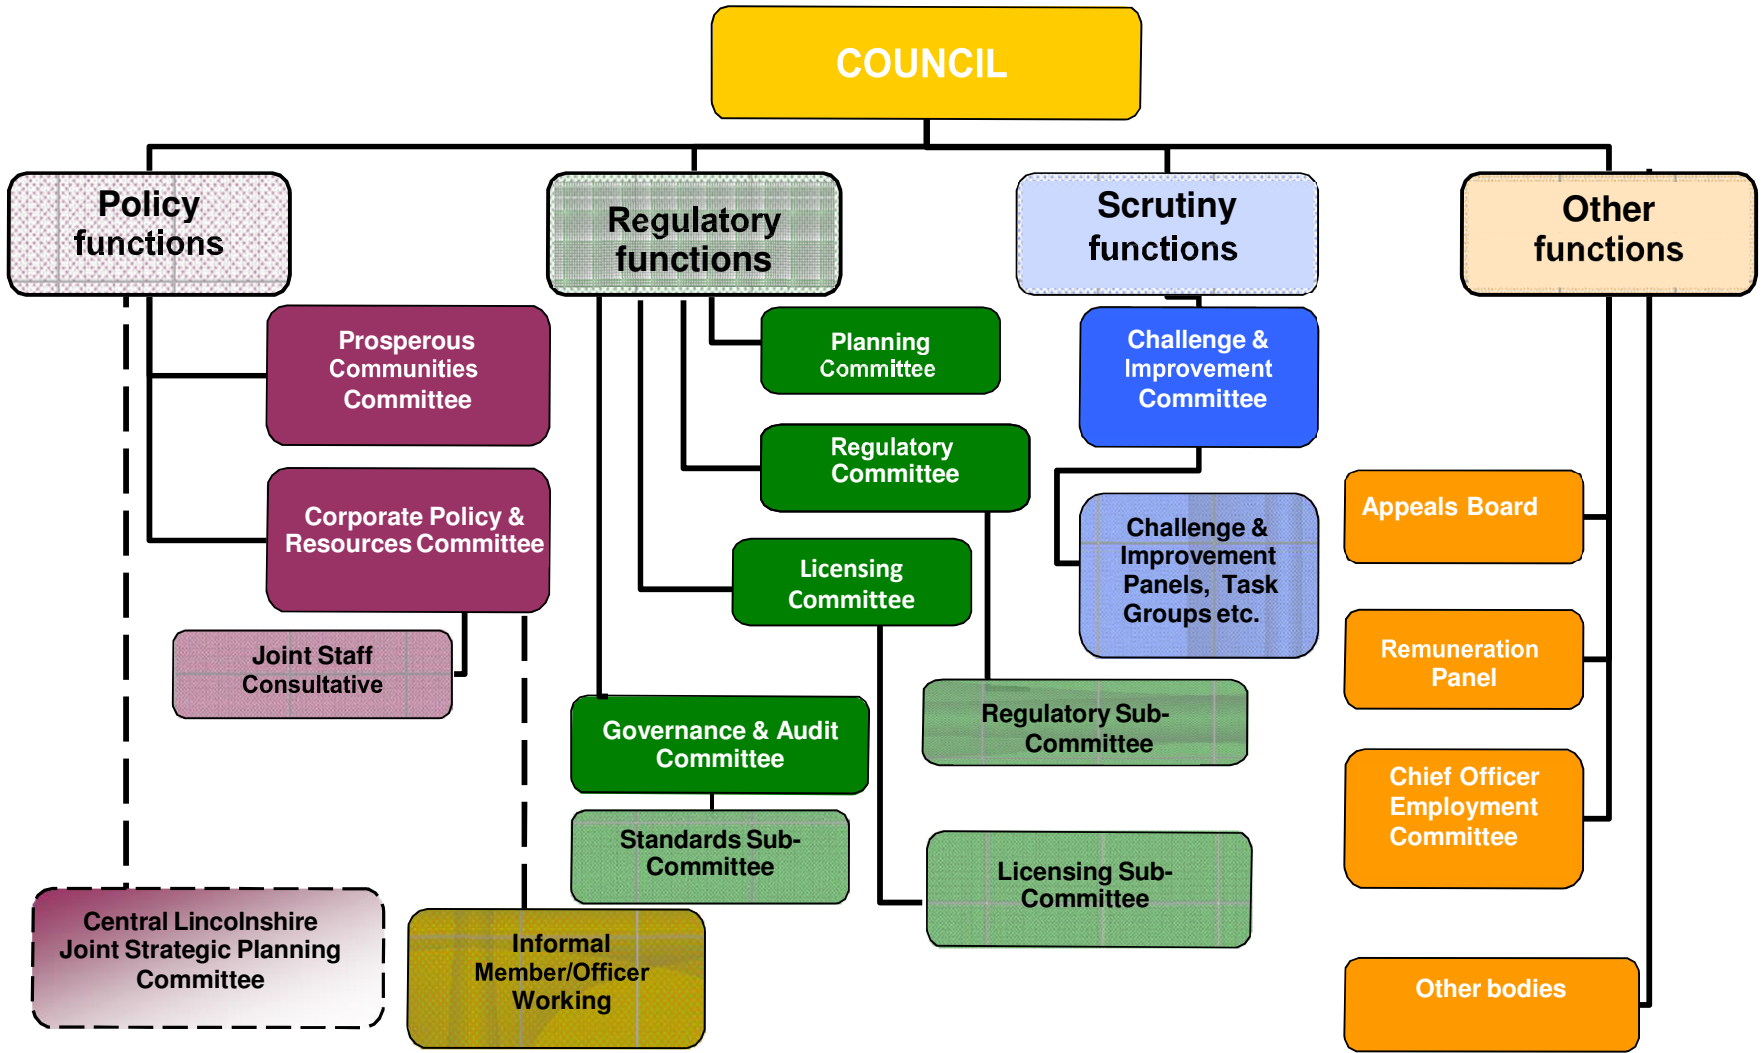 COUNCIL
Policy
functions
Regulatory
functions
Scrutiny
functions
Other
functions
Prosperous
Communities
Committee
Corporate Policy &
Resources Committee
Joint Staff
Consultative
Central Lincolnshire
Joint Strategic Planning
Committee
Informal
Member/Officer
Working
Planning
Committee
Regulatory
Committee
Licensing
Committee
Governance & Audit
Committee
Standards Sub-
Committee
Regulatory Sub-
Committee
Licensing Sub-
Committee
Challenge &
Improvement
Committee
Challenge &
Improvement
Panels, Task
Groups etc.
Appeals Board
Remuneration
Panel
Chief Officer
Employment
Committee
Other bodies